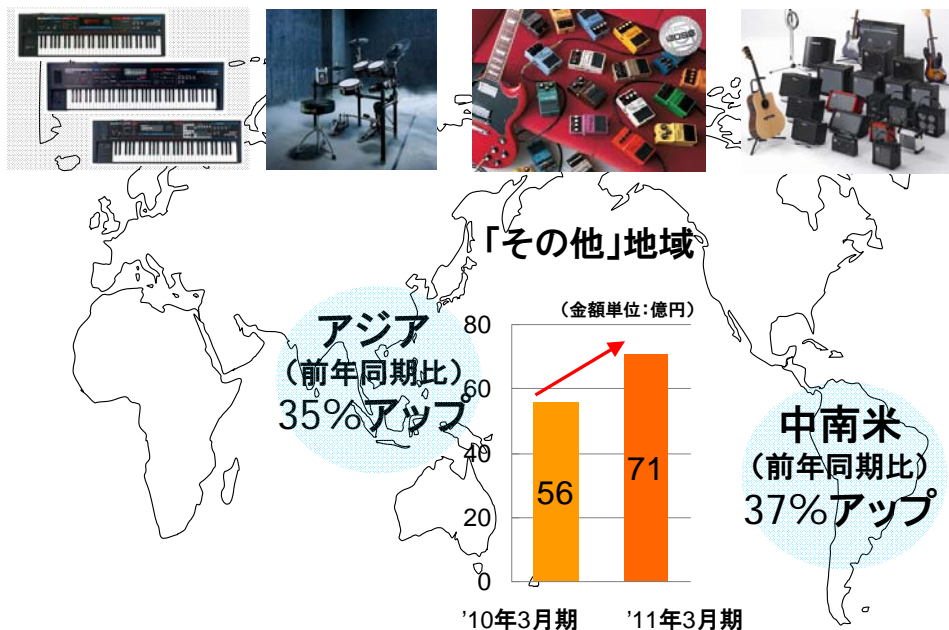 BOSS
「その他」地域
(金額単位：億円)
アジア
(前年同期比)
35%アップ
80
60
40
20
0
56
71
'10年3月期
'11年3月期
中南米
(前年同期比)
37%アップ